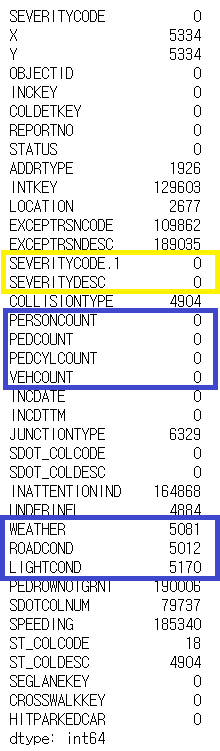 SEVERITYCODE 0
X 5334
Y 5334
OBJECTID 0
INCKEY 0
COLDETKEY 0
REPORTNO 0
STATUS 0
ADDRTYPE 1926
INTKEY 129603
LOCATION 2677
EXCEPTRSNCODE 109862
EXCEPTRSNDESC 189035
SEVERITYCODE.1 0
SEVERITYDESC 0
COLLISIONTYPE 4904
PERSONCOUNT 0
PEDCOUNT 0
PEDCYLCOUNT 0
VEHCOUNT 0
INCDATE 0
INCDTTM 0
JUNCTIONTYPE 6329
SDOT_COLCODE 0
SDOT_COLDESC 0
INATTENTIONIND 164868
UNDERINFL 4884
WEATHER 5081
ROADCOND 5012
LIGHTCOND 5170
PEDROWNOTGRNT 190006
SDOTCOLNUM 79737
SPEEDING 185340
ST_COLCODE 18
ST_COLDESC 4904
SEGLANEKEY 0
CROSSWALKKEY 0
HITPARKEDCAR 0
dtype: int64